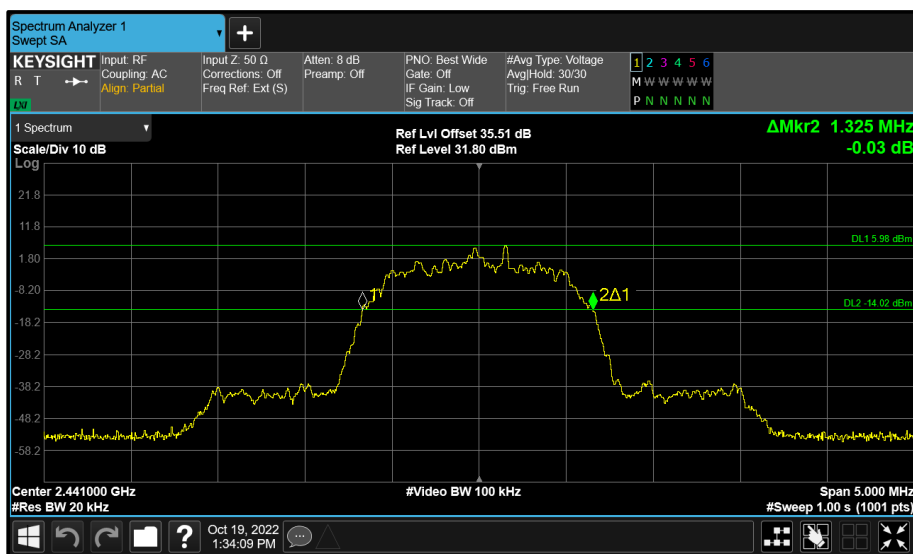 Spectrum Analyzer 1
Swept SA
KEYSIGHT
R T
LXI
Input: RF
Coupling: AC
Align: Partial
Input Z: 50 Ω
Corrections: Off
Freq Ref: Ext (S)
Atten: 8 dB
Preamp: Off
PNO: Best Wide
Gate: Off
IF Gain: Low
Sig Track: Off
#Avg Type: Voltage
Avg|Hold: 30/30
Trig: Free Run
1 2 3 4 5 6
M W W W W W
P N N N N N
1 Spectrum
Scale/Div 10 dB
Ref Lvl Offset 35.51 dB
Ref Level 31.80 dBm
ΔMkr2 1.325 MHz
-0.03 dB
Log
21.8
11.8
DL1 5.98 dBm
1.80
-8.20
1
2Δ1
DL2 -14.02 dBm
-18.2
-28.2
-38.2
-48.2
-58.2
Center 2.441000 GHz
#Video BW 100 kHz
Span 5.000 MHz
#Res BW 20 kHz
#Sweep 1.00 s (1001 pts)
?
Oct 19, 2022
1:34:09 PM